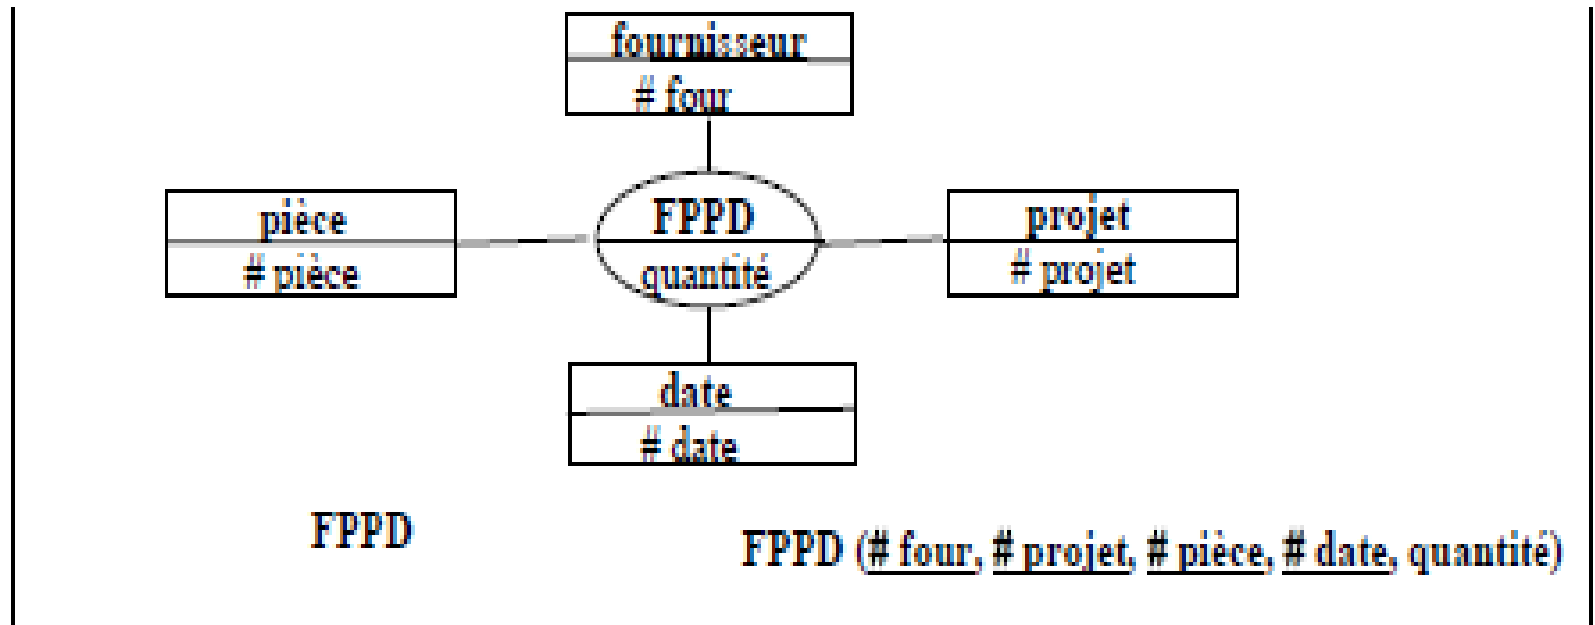 fournisseur
# four
pièce
# pièce
FPPD
quantité
projet
# projet
date
# date
FPPD
FPPD (# four, # projet, # pièce, # date, quantité)